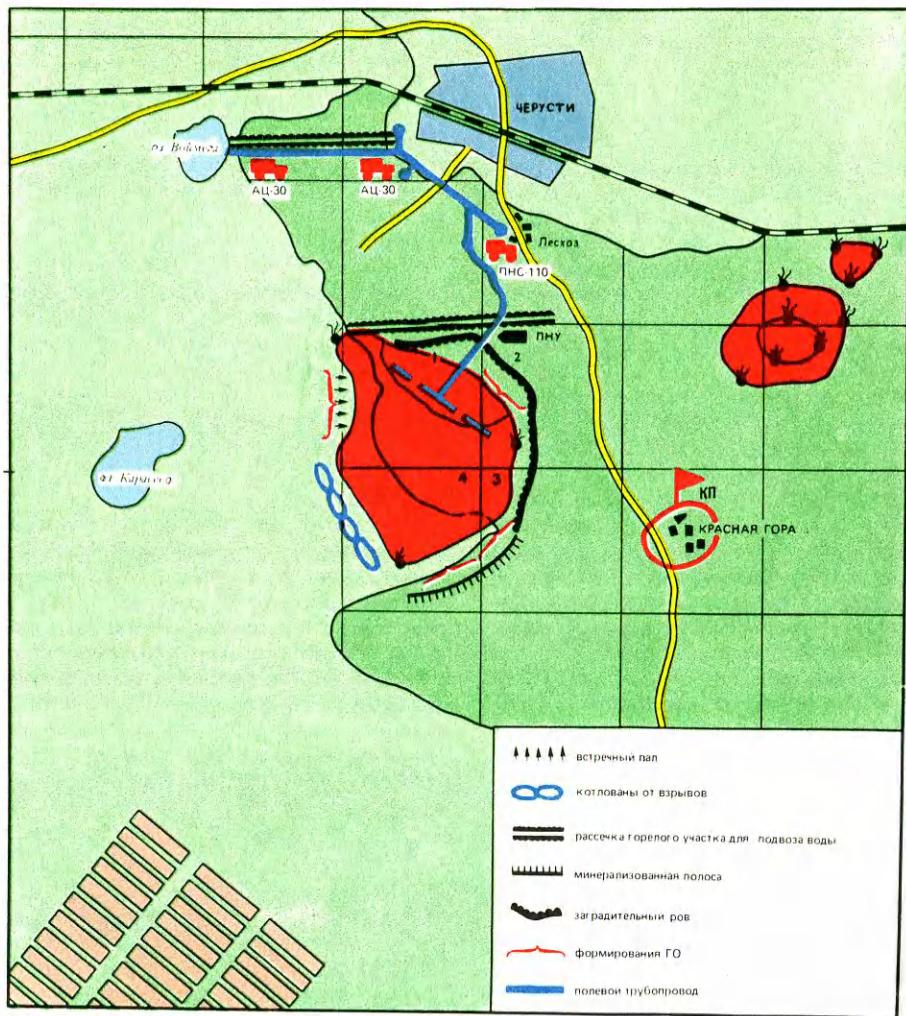 ЧЕРУСТИ
оз. Воймега
АЦ-30
АЦ-30
Лесхоз
ПНС-110
ПНУ
1
2
оз. Карасево
4
3
КП
КРАСНАЯ ГОРА
встречный пал
котлованы от взрывов
рассечка горелого участка для подвоза воды
минерализованная полоса
заградительный ров
формирования ГО
полевой трубопровод